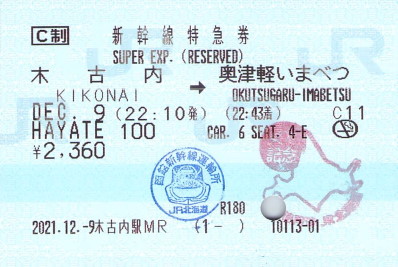 C制 新幹線特急券
SUPER EXP. (RESERVED)
木古内 → 奥津軽いまべつ
KIKONAI OKUTSUGARU-IMABETSU
DEC. 9 (22:10発) (22:43着) C11
HAYATE 100 CAR. 6 SEAT. 4-E
¥2,360
函館新幹線運輸所
JR北海道
記念
R180
2021.12.-9木古内駅MR (1- ) 10113-01